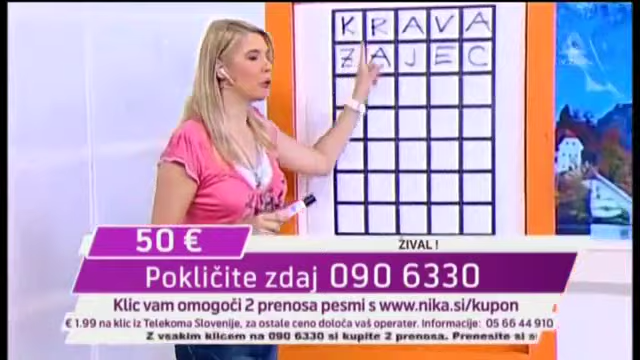 KRAVA
ZAJEC
50 €
ŽIVAL !
Pokličite zdaj 090 6330
Klic vam omogoči 2 prenosa pesmi s www.nika.si/kupon
€ 1.99 na klic iz Telekoma Slovenije, za ostale ceno določa vaš operater. Informacije: 05 66 44 910
Z vsakim klicem na 090 6330 si kupite 2 prenosa. Prenesite si s